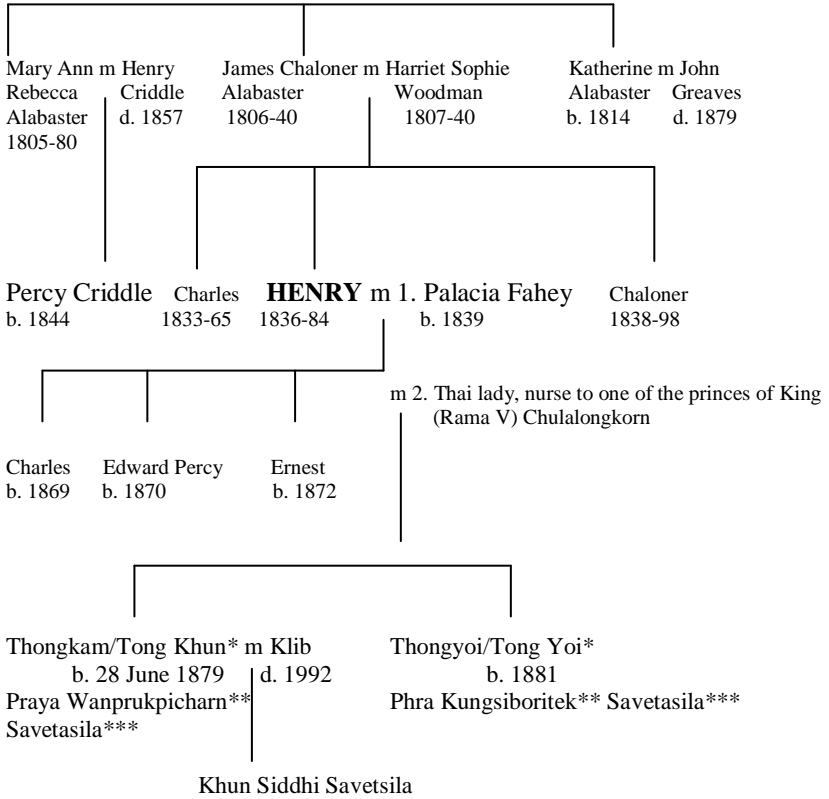 Mary Ann m Henry James Chaloner m Harriet Sophie Katherine m John
Rebecca Criddle Alabaster Woodman Alabaster Greaves
Alabaster d. 1857 1806-40 1807-40 b. 1814 d. 1879
1805-80
Percy Criddle Charles HENRY m 1. Palacia Fahey Chaloner
b. 1844 1833-65 1836-84 b. 1839 1838-98
m 2. Thai lady, nurse to one of the princes of King
(Rama V) Chulalongkorn
Charles Edward Percy Ernest
b. 1869 b. 1870 b. 1872
Thongkam/Tong Khun* m Klib Thongyoi/Tong Yoi*
b. 28 June 1879 d. 1992 b. 1881
Praya Wanprukpicharn** Phra Kungsiboritek** Savetasila***
Savetasila***
Khun Siddhi Savetsila